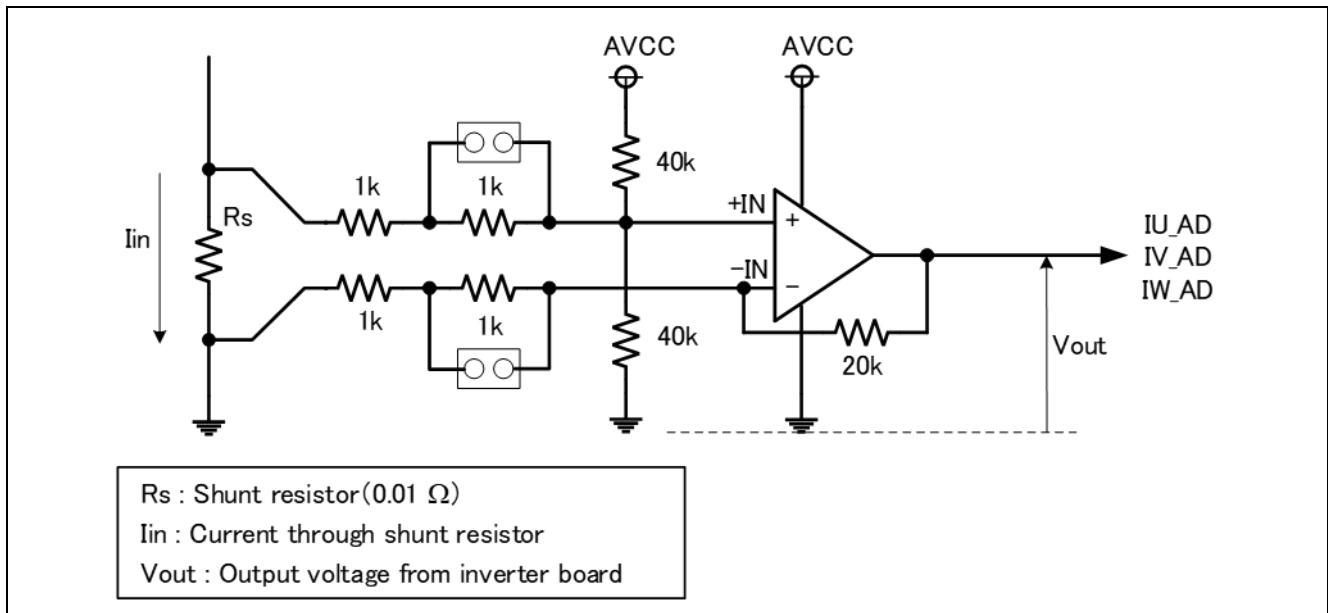 AVCC
AVCC
40k
1k
1k
+IN
+
Rs
Iin
IU_AD
IV_AD
IW_AD
-IN
−
1k
1k
40k
20k
Vout
Rs : Shunt resistor(0.01 Ω)
Iin : Current through shunt resistor
Vout : Output voltage from inverter board